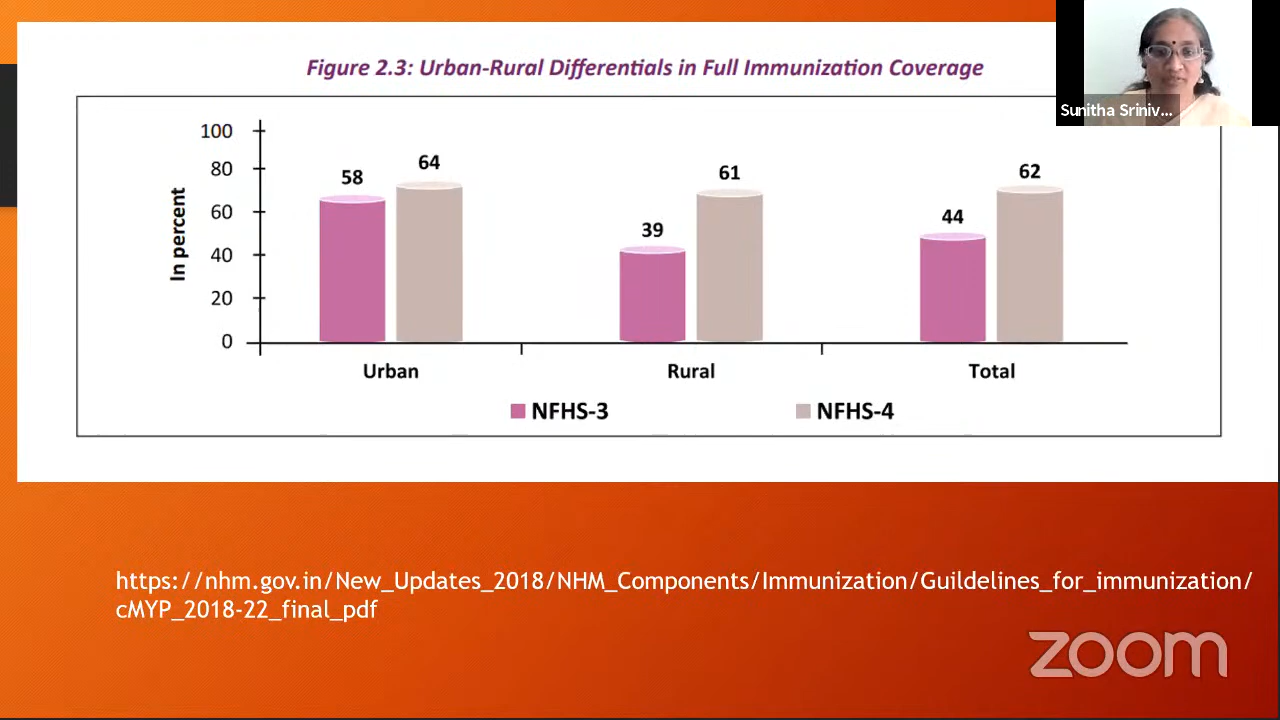 Figure 2.3: Urban-Rural Differentials in Full Immunization Coverage
Sunitha Sriniv...
In percent
100
80
60
40
20
0
58
64
39
61
44
62
Urban
Rural
Total
NFHS-3
NFHS-4
https://nhm.gov.in/New_Updates_2018/NHM_Components/Immunization/Guildelines_for_immunization/
cMYP_2018-22_final_pdf
zoom